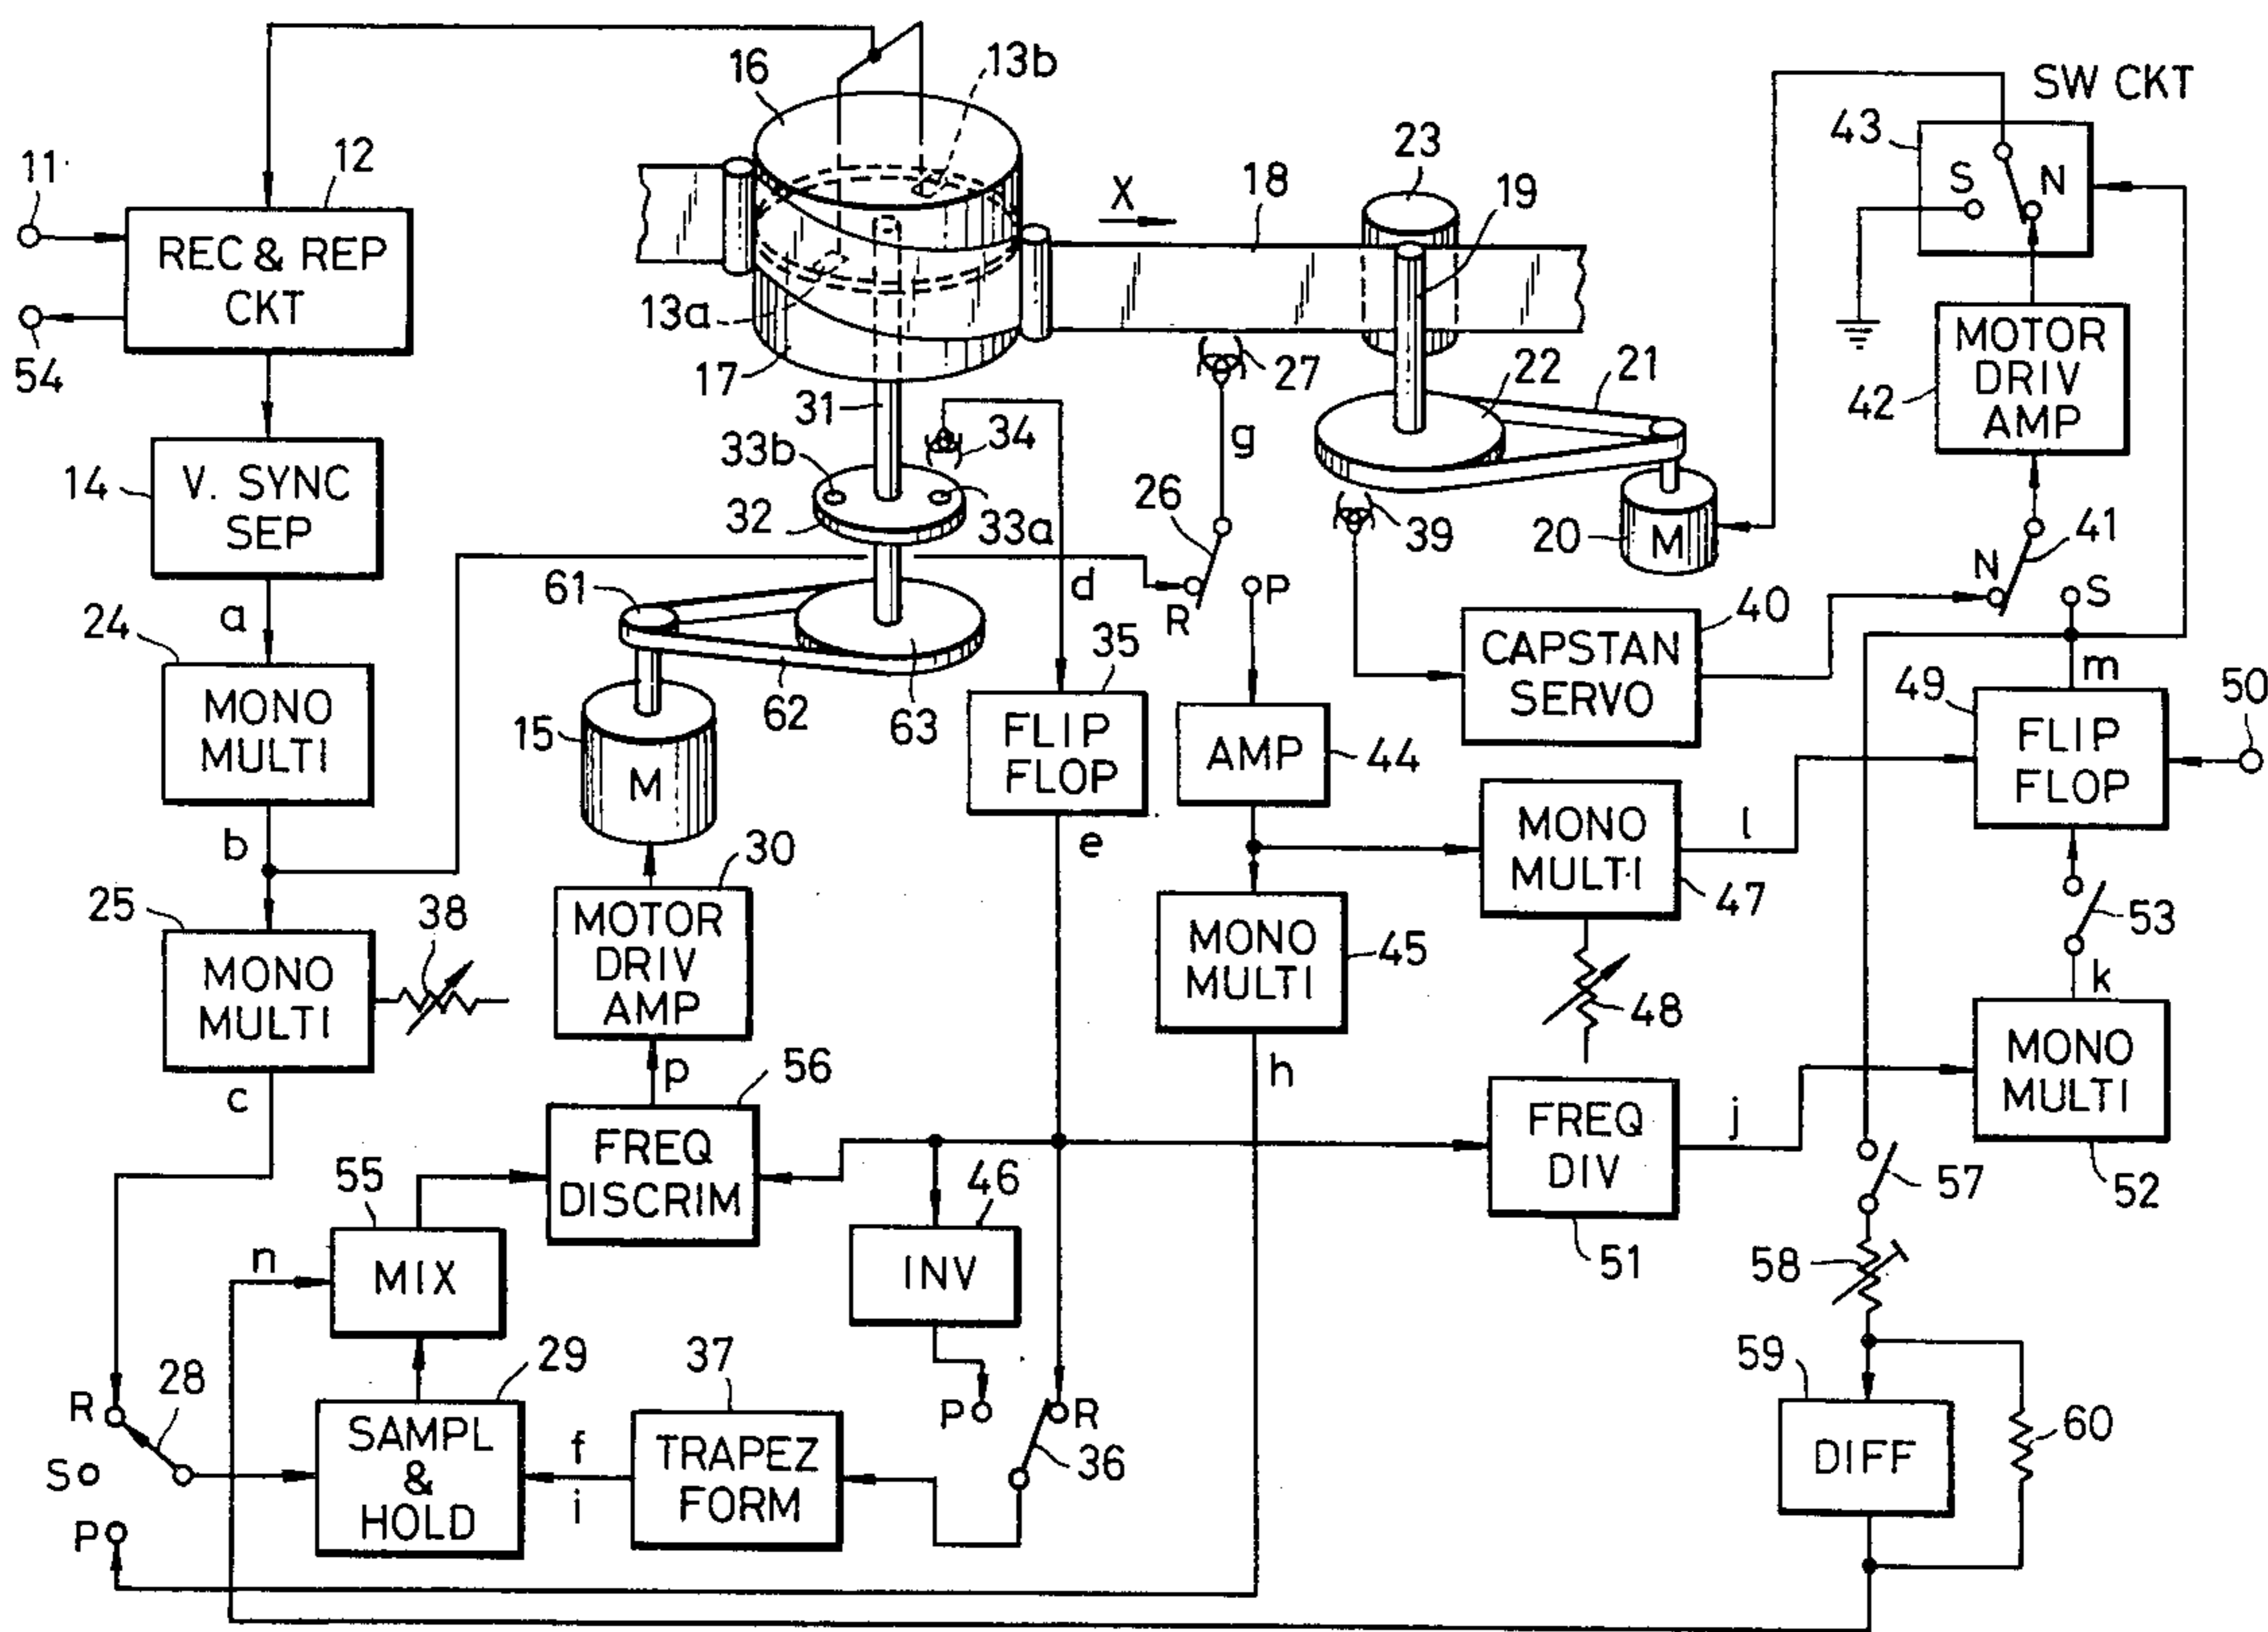 16
13b
SW CKT
11
12
REC & REP
CKT
54
X
18
23
19
43
S
N
13a
17
31
27
22
21
MOTOR
DRIV
AMP
42
14
V. SYNC
SEP
33b
34
32
33a
g
26
39
20
M
N
41
S
a
61
d
R
P
40
CAPSTAN
SERVO
m
24
MONO
MULTI
15
M
62
63
35
FLIP
FLOP
AMP
44
49
FLIP
FLOP
50
b
30
e
MONO
MULTI
47
l
25
MONO
MULTI
38
MOTOR
DRIV
AMP
MONO
MULTI
45
48
53
k
c
p
56
h
FREQ
DISCRIM
FREQ
DIV
51
j
MONO
MULTI
52
55
46
57
n
MIX
INV
58
R
28
29
37
P
R
59
60
S
P
SAMPL
&
HOLD
f
i
TRAPEZ
FORM
36
DIFF